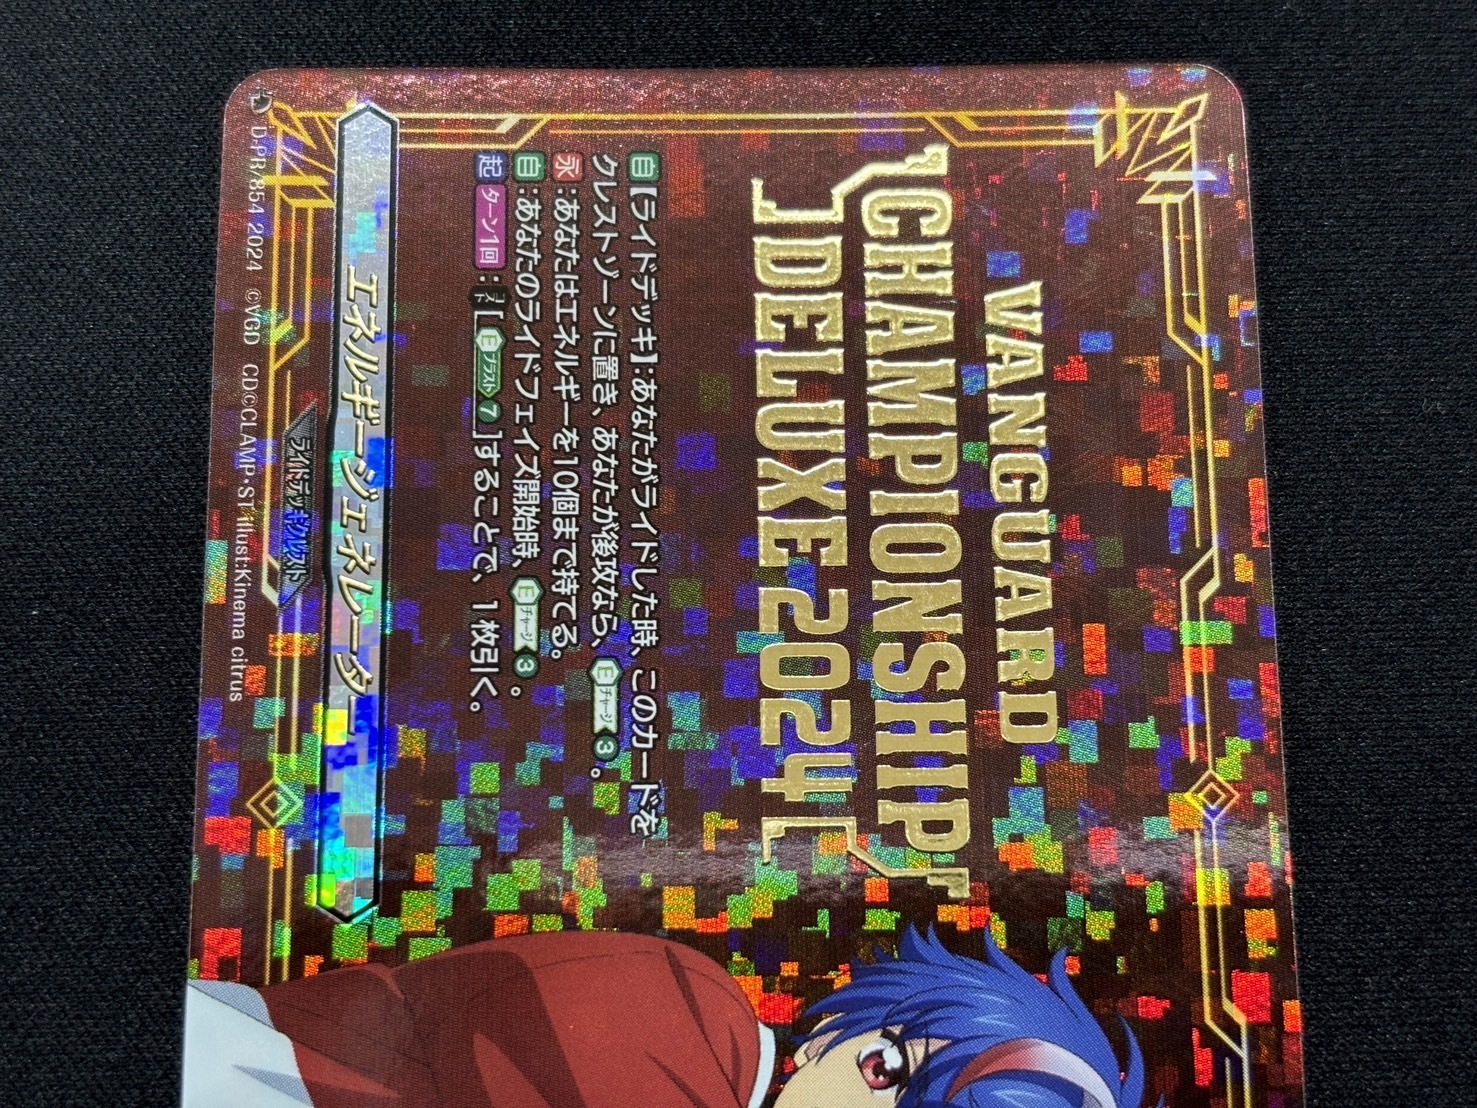 VANGUARD
CHAMPIONSHIP
DELUXE2024
自【ライドデッキ】:あなたがライドした時、このカードを
クレストゾーンに置き、あなたが後攻なら、Eチャージ3。
永:あなたはエネルギーを10個まで持てる。
自:あなたのライドフェイズ開始時、Eチャージ3。
起ターン1回:コスト[Eブラスト7]することで、1枚引く。
エネルギージェネレーター
ライドデッキクレスト
D-PR/854 2024 ©VGD CD©CLAMP・ST illust:Kinema citrus